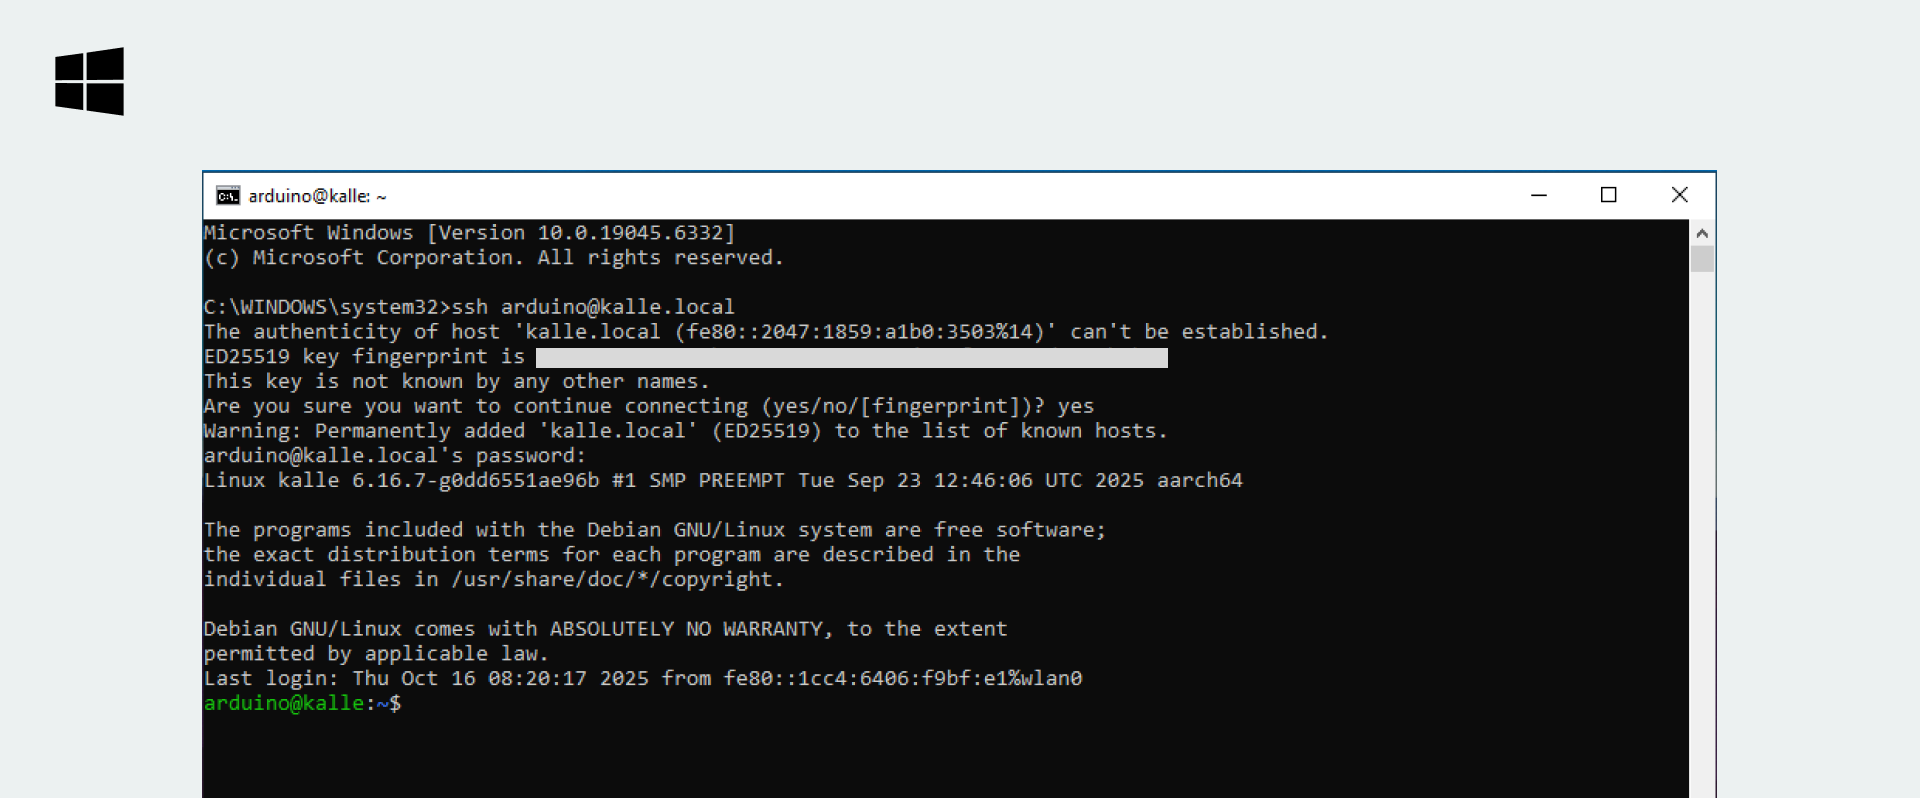 arduino@kalle: ~
Microsoft Windows [Version 10.0.19045.6332]
(c) Microsoft Corporation. All rights reserved.
C:\WINDOWS\system32>ssh arduino@kalle.local
The authenticity of host 'kalle.local (fe80::2047:1859:a1b0:3503%14)' can't be established.
ED25519 key fingerprint is
This key is not known by any other names.
Are you sure you want to continue connecting (yes/no/[fingerprint])? yes
Warning: Permanently added 'kalle.local' (ED25519) to the list of known hosts.
arduino@kalle.local's password:
Linux kalle 6.16.7-g0dd6551ae96b #1 SMP PREEMPT Tue Sep 23 12:46:06 UTC 2025 aarch64
The programs included with the Debian GNU/Linux system are free software;
the exact distribution terms for each program are described in the
individual files in /usr/share/doc/*/copyright.
Debian GNU/Linux comes with ABSOLUTELY NO WARRANTY, to the extent
permitted by applicable law.
Last login: Thu Oct 16 08:20:17 2025 from fe80::1cc4:6406:f9bf:e1%wlan0
arduino@kalle:~$